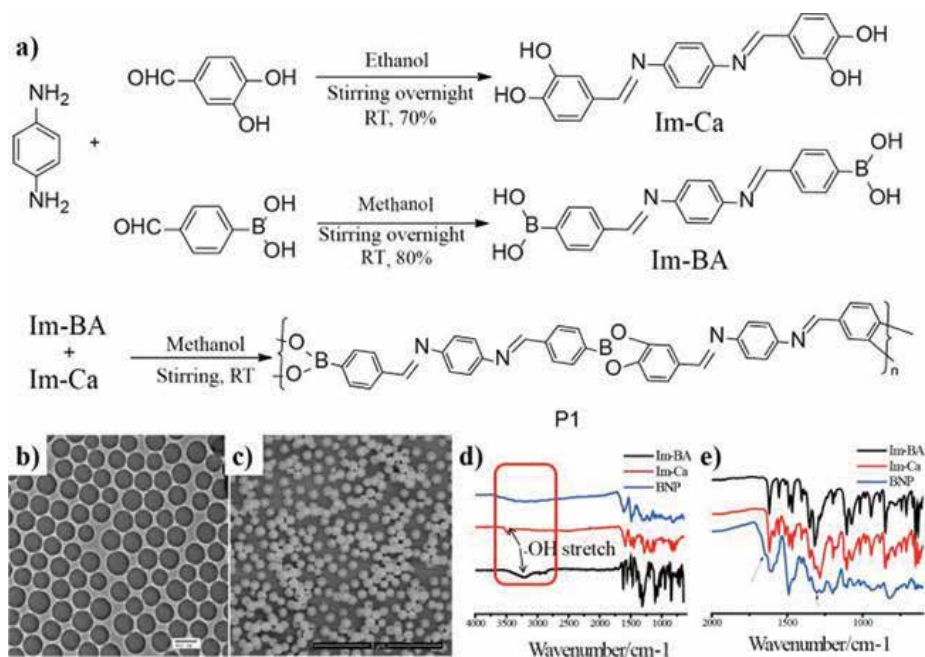 a)
NH2
NH2
+
OHC
OH
OH
Ethanol
Stirring overnight
RT, 70%
HO
HO
N
N
OH
OH
Im-Ca
OHC
B
OH
OH
Methanol
Stirring overnight
RT, 80%
HO
B
HO
N
N
B
OH
OH
Im-BA
Im-BA
+
Im-Ca
Methanol
Stirring, RT
O
O
B
N
N
B
O
O
N
N
n
P1
b)
c)
d)
Im-BA
Im-Ca
BNP
-OH stretch
4000 3500 3000 2500 2000 1500 1000
Wavenumber/cm-1
e)
Im-BA
Im-Ca
BNP
2000 1500 1000
Wavenumber/cm-1